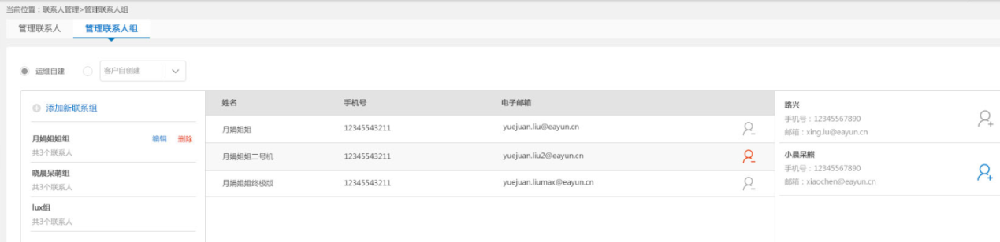 当前位置：联系人管理>管理联系人组
管理联系人 管理联系人组
运维自建 客户自创建
添加新联系组
月娟姐姐组 编辑 删除
共3个联系人
晓晨呆萌组
共3个联系人
lux组
共3个联系人
姓名 手机号 电子邮箱
月娟姐姐 12345543211 yuejuan.liu@eayun.cn
月娟姐姐二号机 12345543211 yuejuan.liu2@eayun.cn
月娟姐姐终极版 12345543211 yuejuan.liumax@eayun.cn
路兴
手机号：12345567890
邮箱：xing.lu@eayun.cn
小晨呆熊
手机号：12345567890
邮箱：xiaochen@eayun.cn